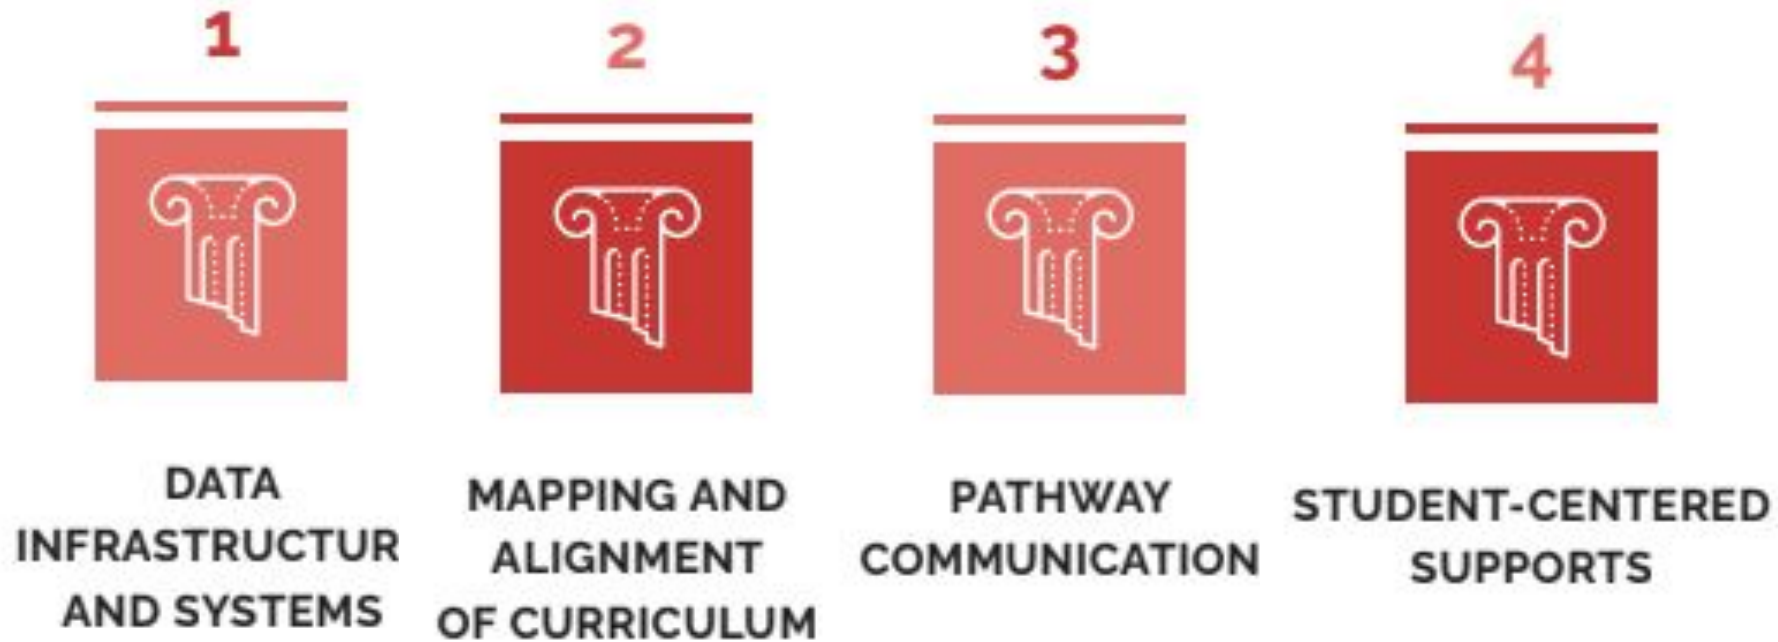 1
DATA
INFRASTRUCTUR
AND SYSTEMS
2
MAPPING AND
ALIGNMENT
OF CURRICULUM
3
PATHWAY
COMMUNICATION
4
STUDENT-CENTERED
SUPPORTS